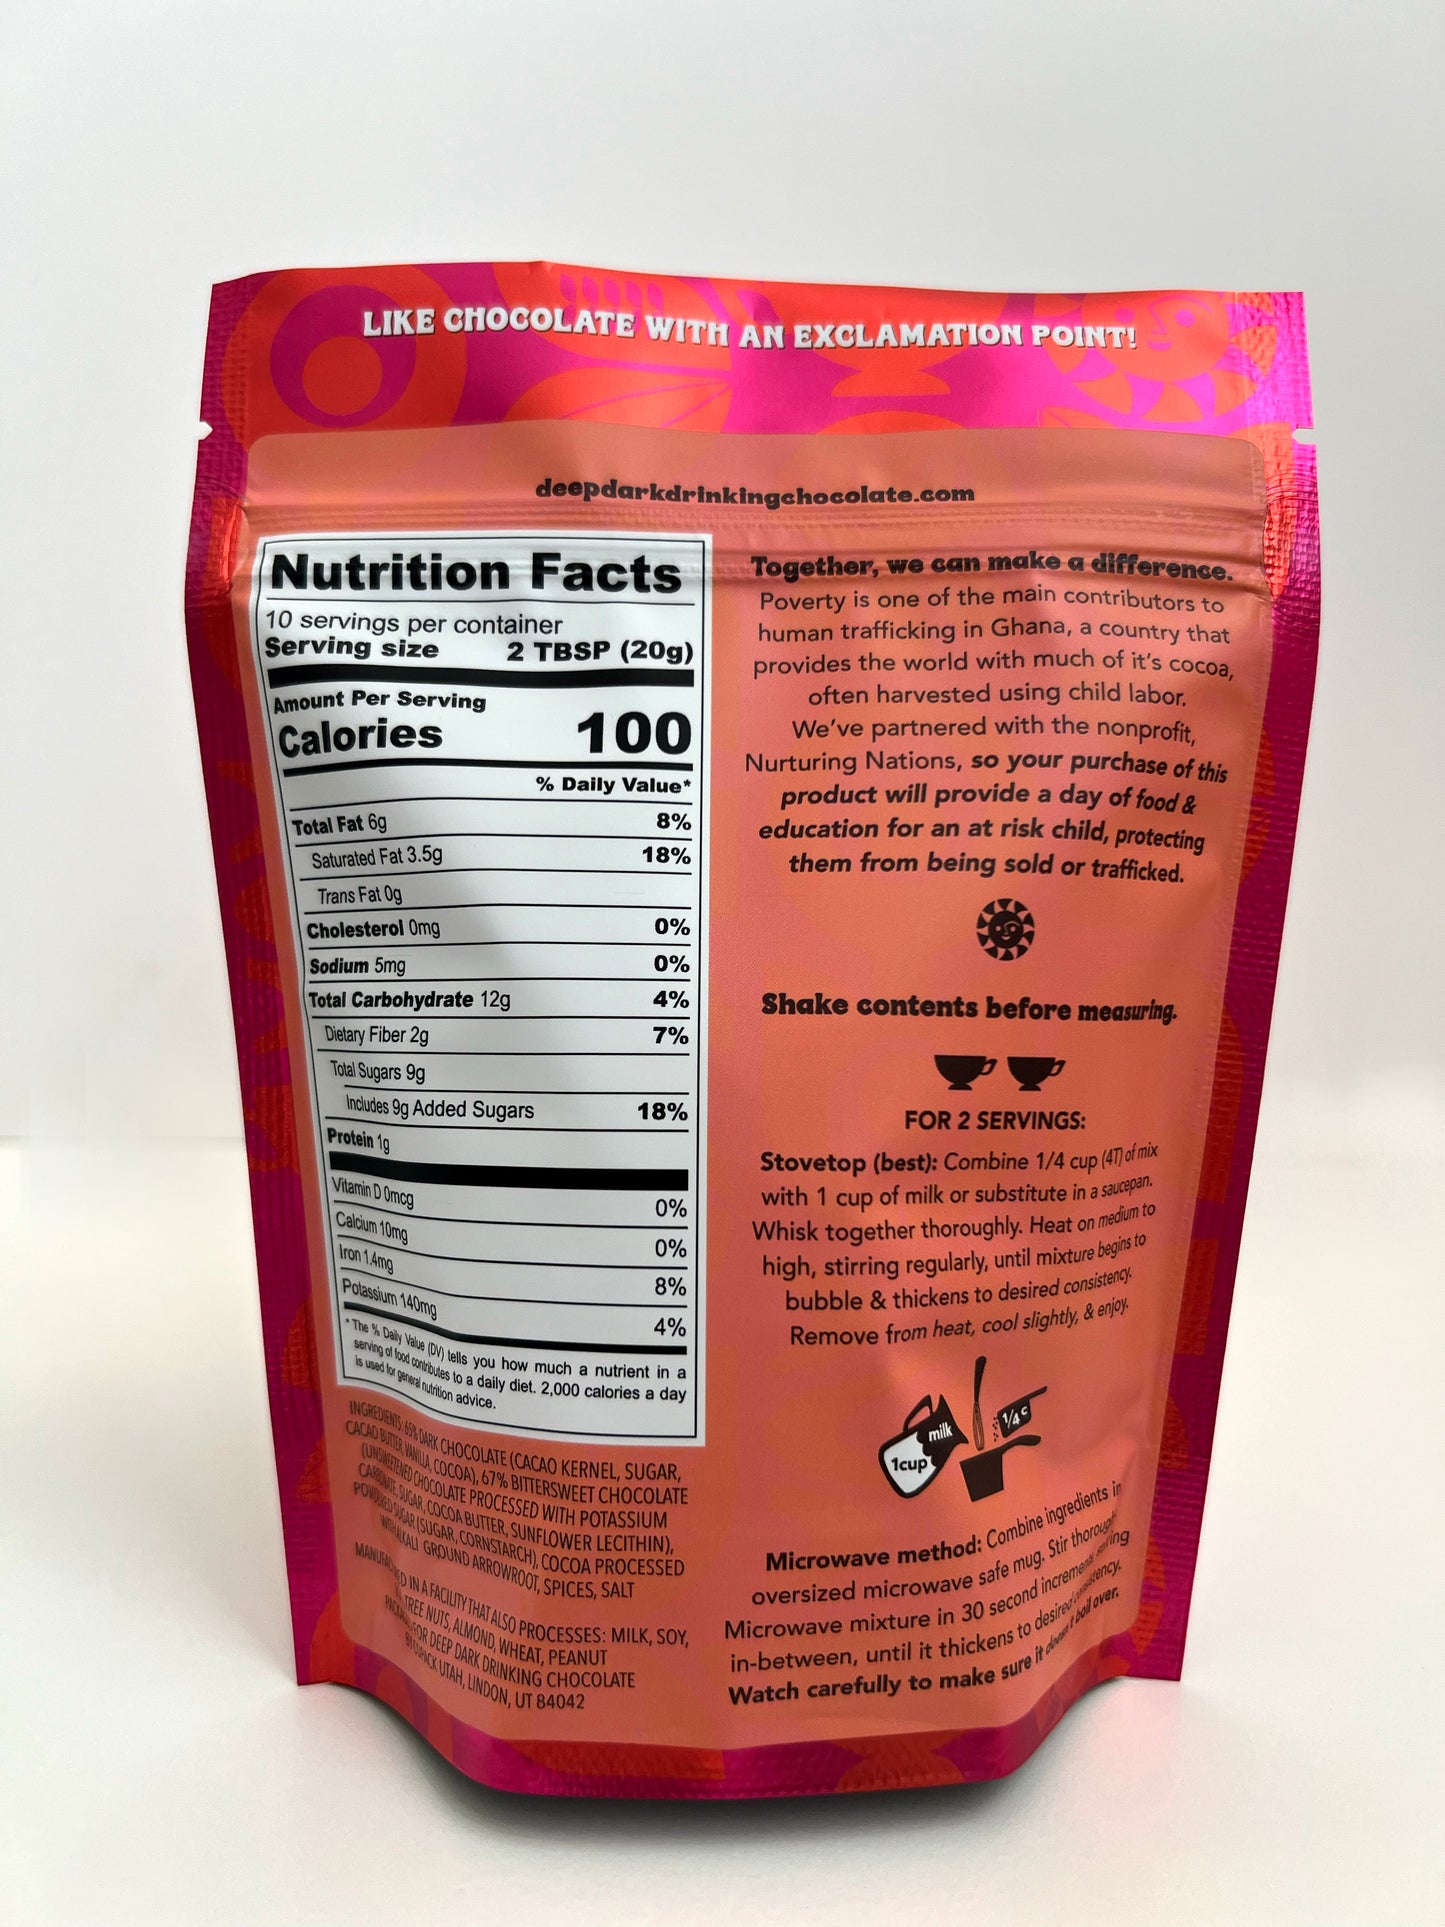 LIKE CHOCOLATE WITH AN EXCLAMATION POINT!
deepdarkdrinkingchocolate.com
Nutrition Facts
10 servings per container
Serving size 2 TBSP (20g)
Amount Per Serving
Calories 100
% Daily Value*
Total Fat 6g 8%
Saturated Fat 3.5g 18%
Trans Fat 0g
Cholesterol 0mg 0%
Sodium 5mg 0%
Total Carbohydrate 12g 4%
Dietary Fiber 2g 7%
Total Sugars 9g
Includes 9g Added Sugars 18%
Protein 1g
Vitamin D 0mcg 0%
Calcium 10mg 0%
Iron 1.4mg 8%
Potassium 140mg 4%
* The % Daily Value (DV) tells you how much a nutrient in a
serving of food contributes to a daily diet. 2,000 calories a day
is used for general nutrition advice.
INGREDIENTS: 65% DARK CHOCOLATE (CACAO KERNEL, SUGAR,
CACAO BUTTER, VANILLA, COCOA), 67% BITTERSWEET CHOCOLATE
(UNSWEETENED CHOCOLATE PROCESSED WITH POTASSIUM
CARBONATE, SUGAR, COCOA BUTTER, SUNFLOWER LECITHIN),
POWDERED SUGAR (SUGAR, CORNSTARCH), COCOA PROCESSED
WITH ALKALI GROUND ARROWROOT, SPICES, SALT
MANUFACTURED IN A FACILITY THAT ALSO PROCESSES: MILK, SOY,
TREE NUTS, ALMOND, WHEAT, PEANUT
PACKAGED FOR DEEP DARK DRINKING CHOCOLATE
BY COPACK UTAH, LINDON, UT 84042
Together, we can make a difference.
Poverty is one of the main contributors to
human trafficking in Ghana, a country that
provides the world with much of it's cocoa,
often harvested using child labor.
We've partnered with the nonprofit,
Nurturing Nations, so your purchase of this
product will provide a day of food &
education for an at risk child, protecting
them from being sold or trafficked.
Shake contents before measuring.
FOR 2 SERVINGS:
Stovetop (best): Combine 1/4 cup (4T) of mix
with 1 cup of milk or substitute in a saucepan.
Whisk together thoroughly. Heat on medium to
high, stirring regularly, until mixture begins to
bubble & thickens to desired consistency.
Remove from heat, cool slightly, & enjoy.
milk
1cup
1/4 c
Microwave method: Combine ingredients in
oversized microwave safe mug. Stir
Microwave mixture in 30 second increments
in-between, until it thickens to desired consistency.
Watch carefully to make sure it doesn't boil over.